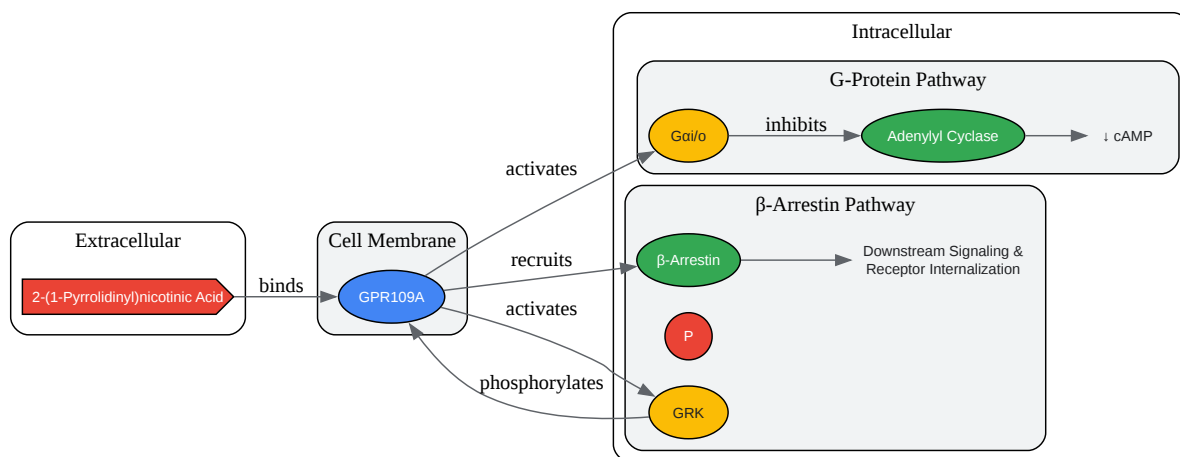 Intracellular
G-Protein Pathway
Gαi/o
inhibits
Adenylyl Cyclase
↓ cAMP
activates
β-Arrestin Pathway
Extracellular
Cell Membrane
recruits
β-Arrestin
Downstream Signaling &
Receptor Internalization
2-(1-Pyrrolidinyl)nicotinic Acid
binds
GPR109A
activates
P
phosphorylates
GRK